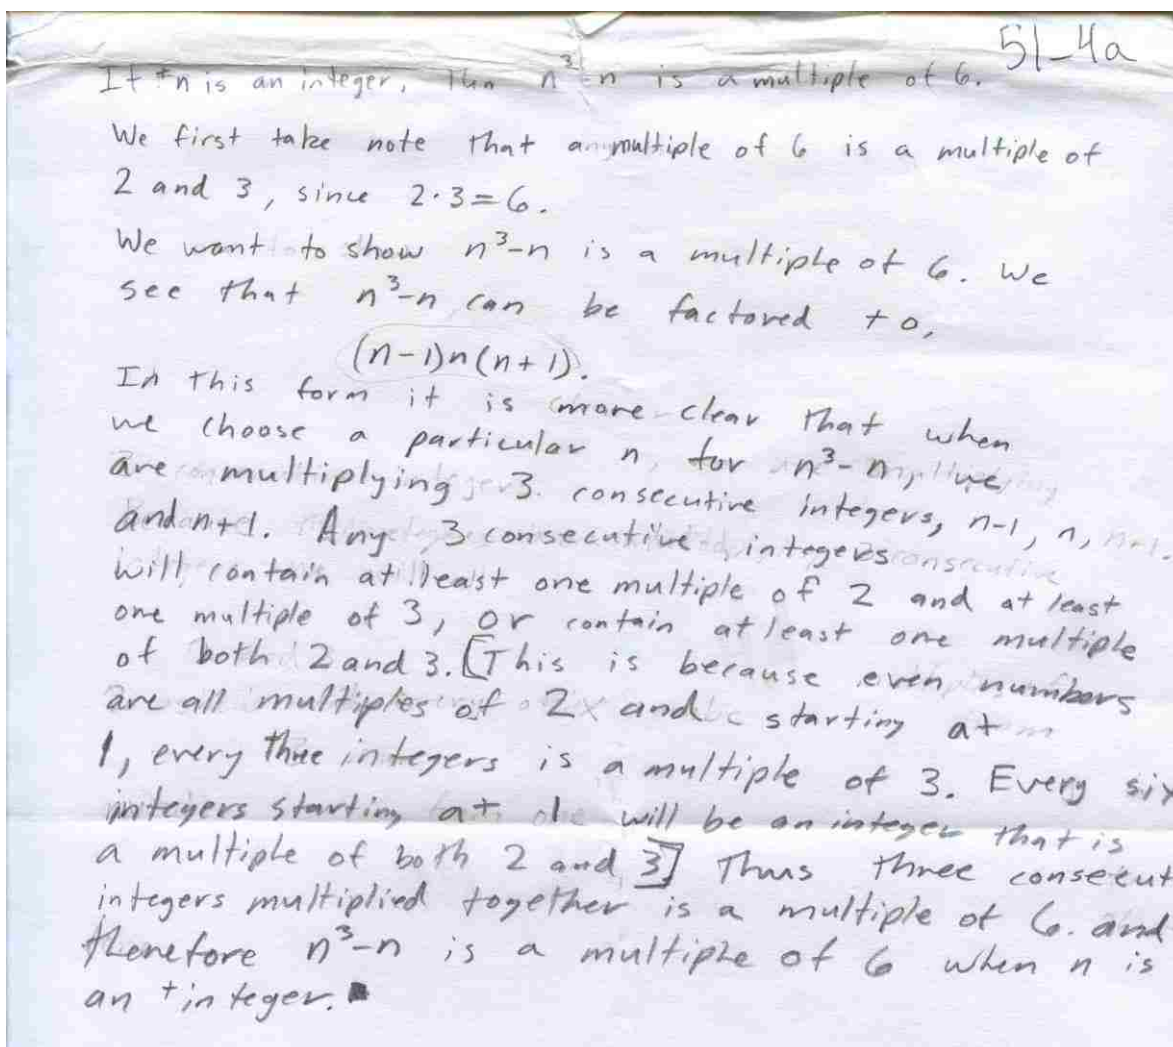 51-4a
If +n is an integer, then n³-n is a multiple of 6.
We first take note that any multiple of 6 is a multiple of
2 and 3, since 2·3=6.
We want to show n³-n is a multiple of 6. We
see that n³-n can be factored to,
(n-1)n(n+1).
In this form it is more clear that when
we choose a particular n for n³-n, we
are multiplying 3 consecutive integers, n-1, n,
and n+1. Any 3 consecutive integers
will contain at least one multiple of 2 and at least
one multiple of 3, or contain at least one multiple
of both 2 and 3. [This is because even numbers
are all multiples of 2 and starting at
1, every three integers is a multiple of 3. Every six
integers starting at one will be an integer that is
a multiple of both 2 and 3] Thus three consecut
integers multiplied together is a multiple of 6. and
therefore n³-n is a multiple of 6 when n is
an +integer.